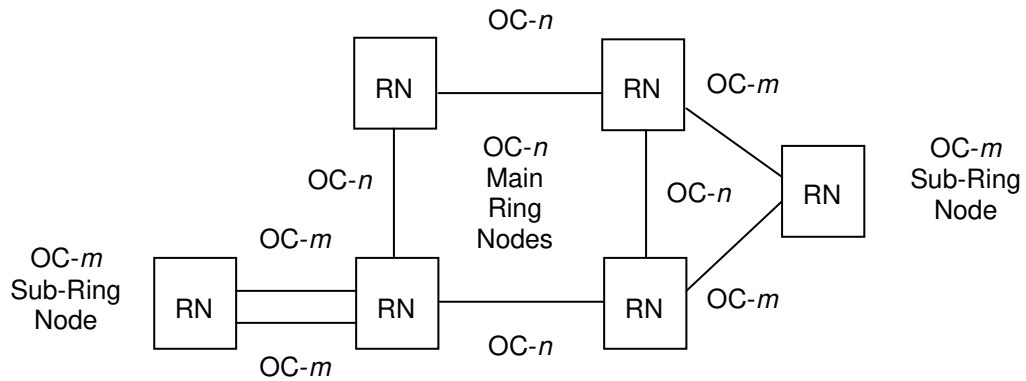 OC-n
RN
RN
OC-m
OC-n
Main
Ring
Nodes
OC-n
OC-n
RN
OC-m
Sub-Ring
Node
OC-m
OC-m
Sub-Ring
Node
RN
RN
RN
OC-m
OC-n
OC-m